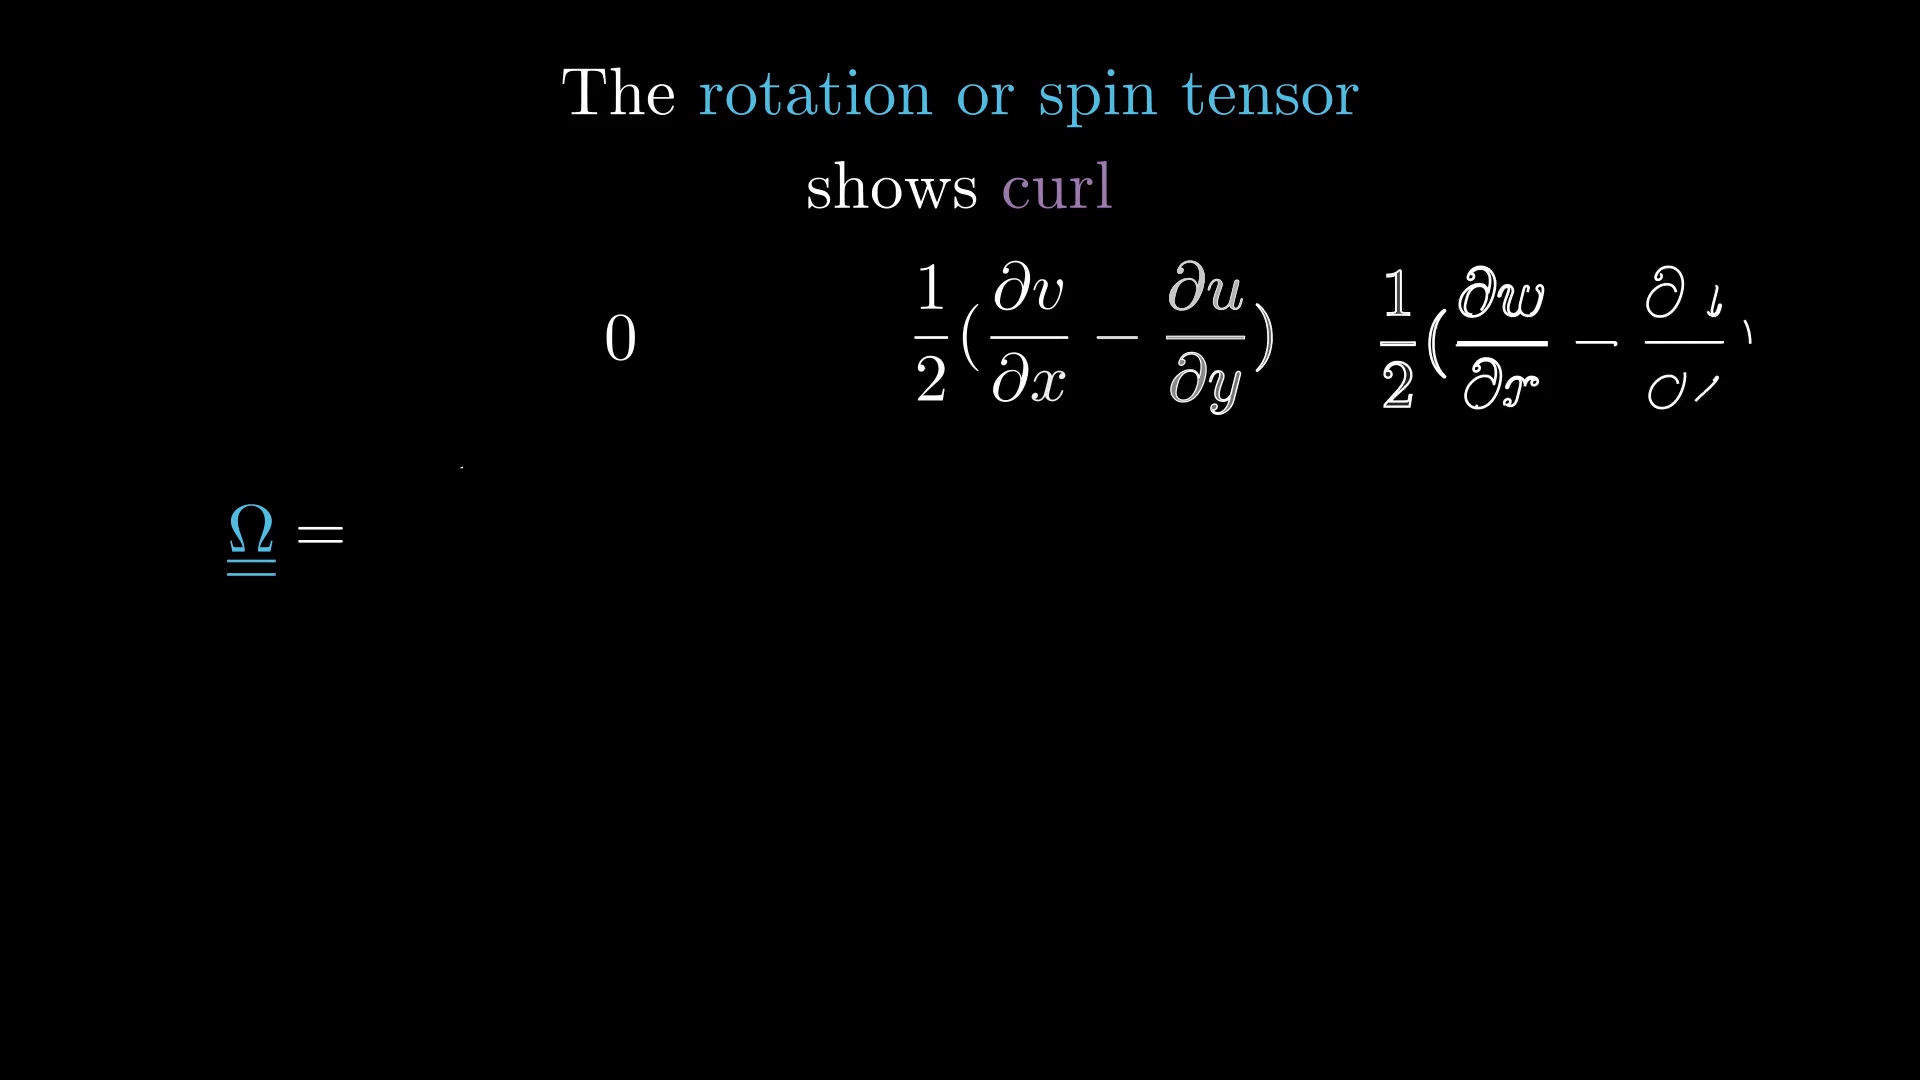 The rotation or spin tensor
shows curl
0 1/2(∂v/∂x − ∂u/∂y) 1/2(∂w/∂x −
Ω =